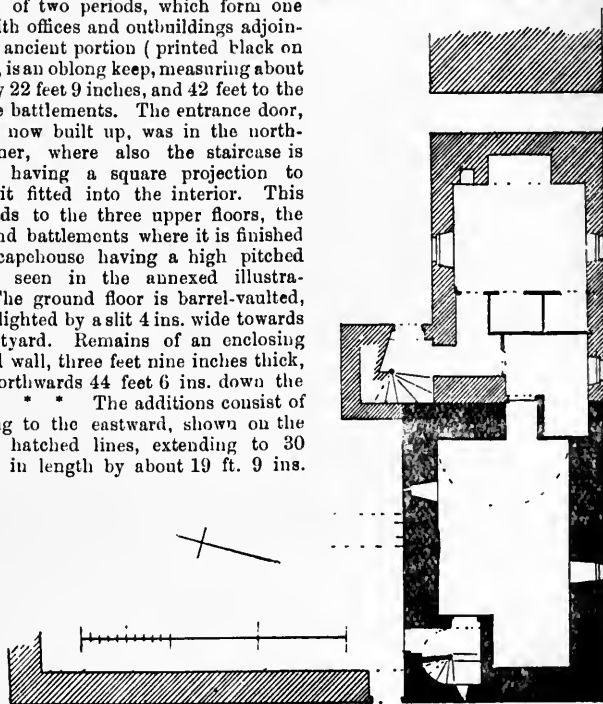 of two periods, which form one
ith offices and outbuildings adjoin-
ancient portion ( printed black on
, is an oblong keep, measuring about
y 22 feet 9 inches, and 42 feet to the
e battlements. The entrance door,
now built up, was in the north-
ner, where also the staircase is
having a square projection to
it fitted into the interior. This
ds to the three upper floors, the
nd battlements where it is finished
capehouse having a high pitched
seen in the annexed illustra-
he ground floor is barrel-vaulted,
lighted by a slit 4 ins. wide towards
tyard. Remains of an enclosing
l wall, three feet nine inches thick,
orthwards 44 feet 6 ins. down the
* * The additions consist of
g to the eastward, shown on the
hatched lines, extending to 30
in length by about 19 ft. 9 ins.